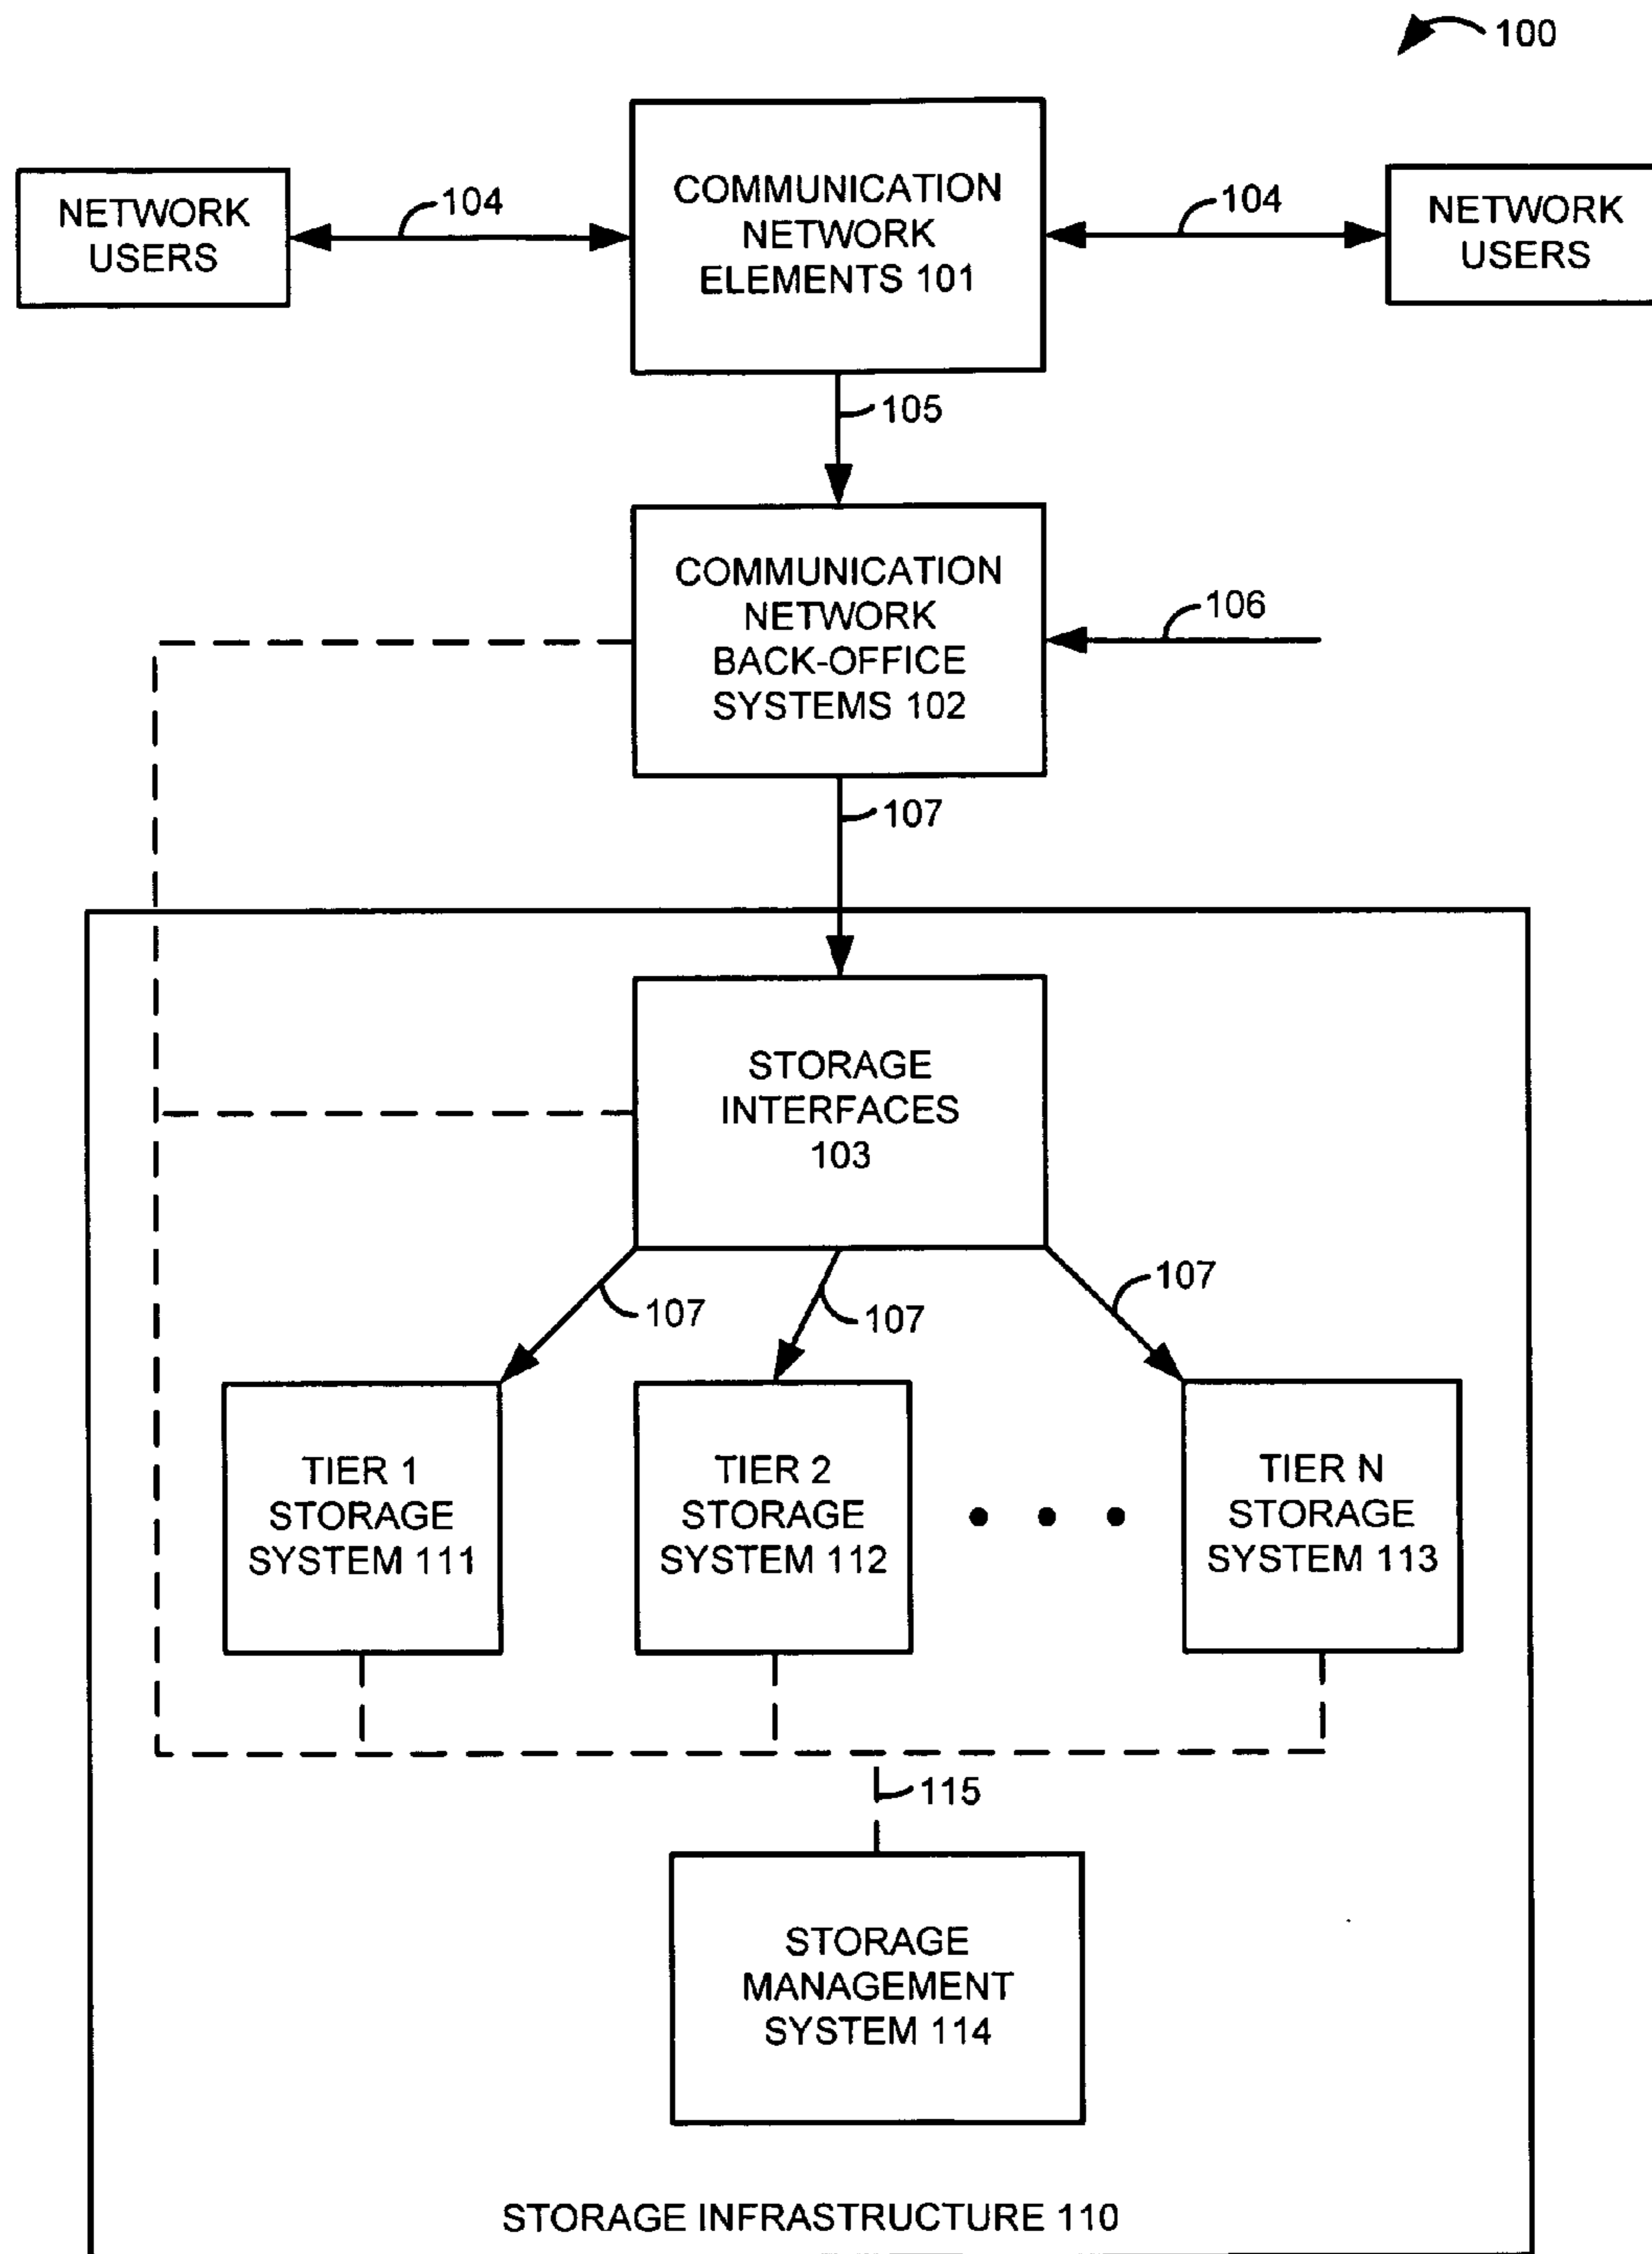 100
NETWORK
USERS
104
COMMUNICATION
NETWORK
ELEMENTS 101
104
NETWORK
USERS
105
COMMUNICATION
NETWORK
BACK-OFFICE
SYSTEMS 102
106
107
STORAGE
INTERFACES
103
107
107
107
TIER 1
STORAGE
SYSTEM 111
TIER 2
STORAGE
SYSTEM 112
TIER N
STORAGE
SYSTEM 113
115
STORAGE
MANAGEMENT
SYSTEM 114
STORAGE INFRASTRUCTURE 110